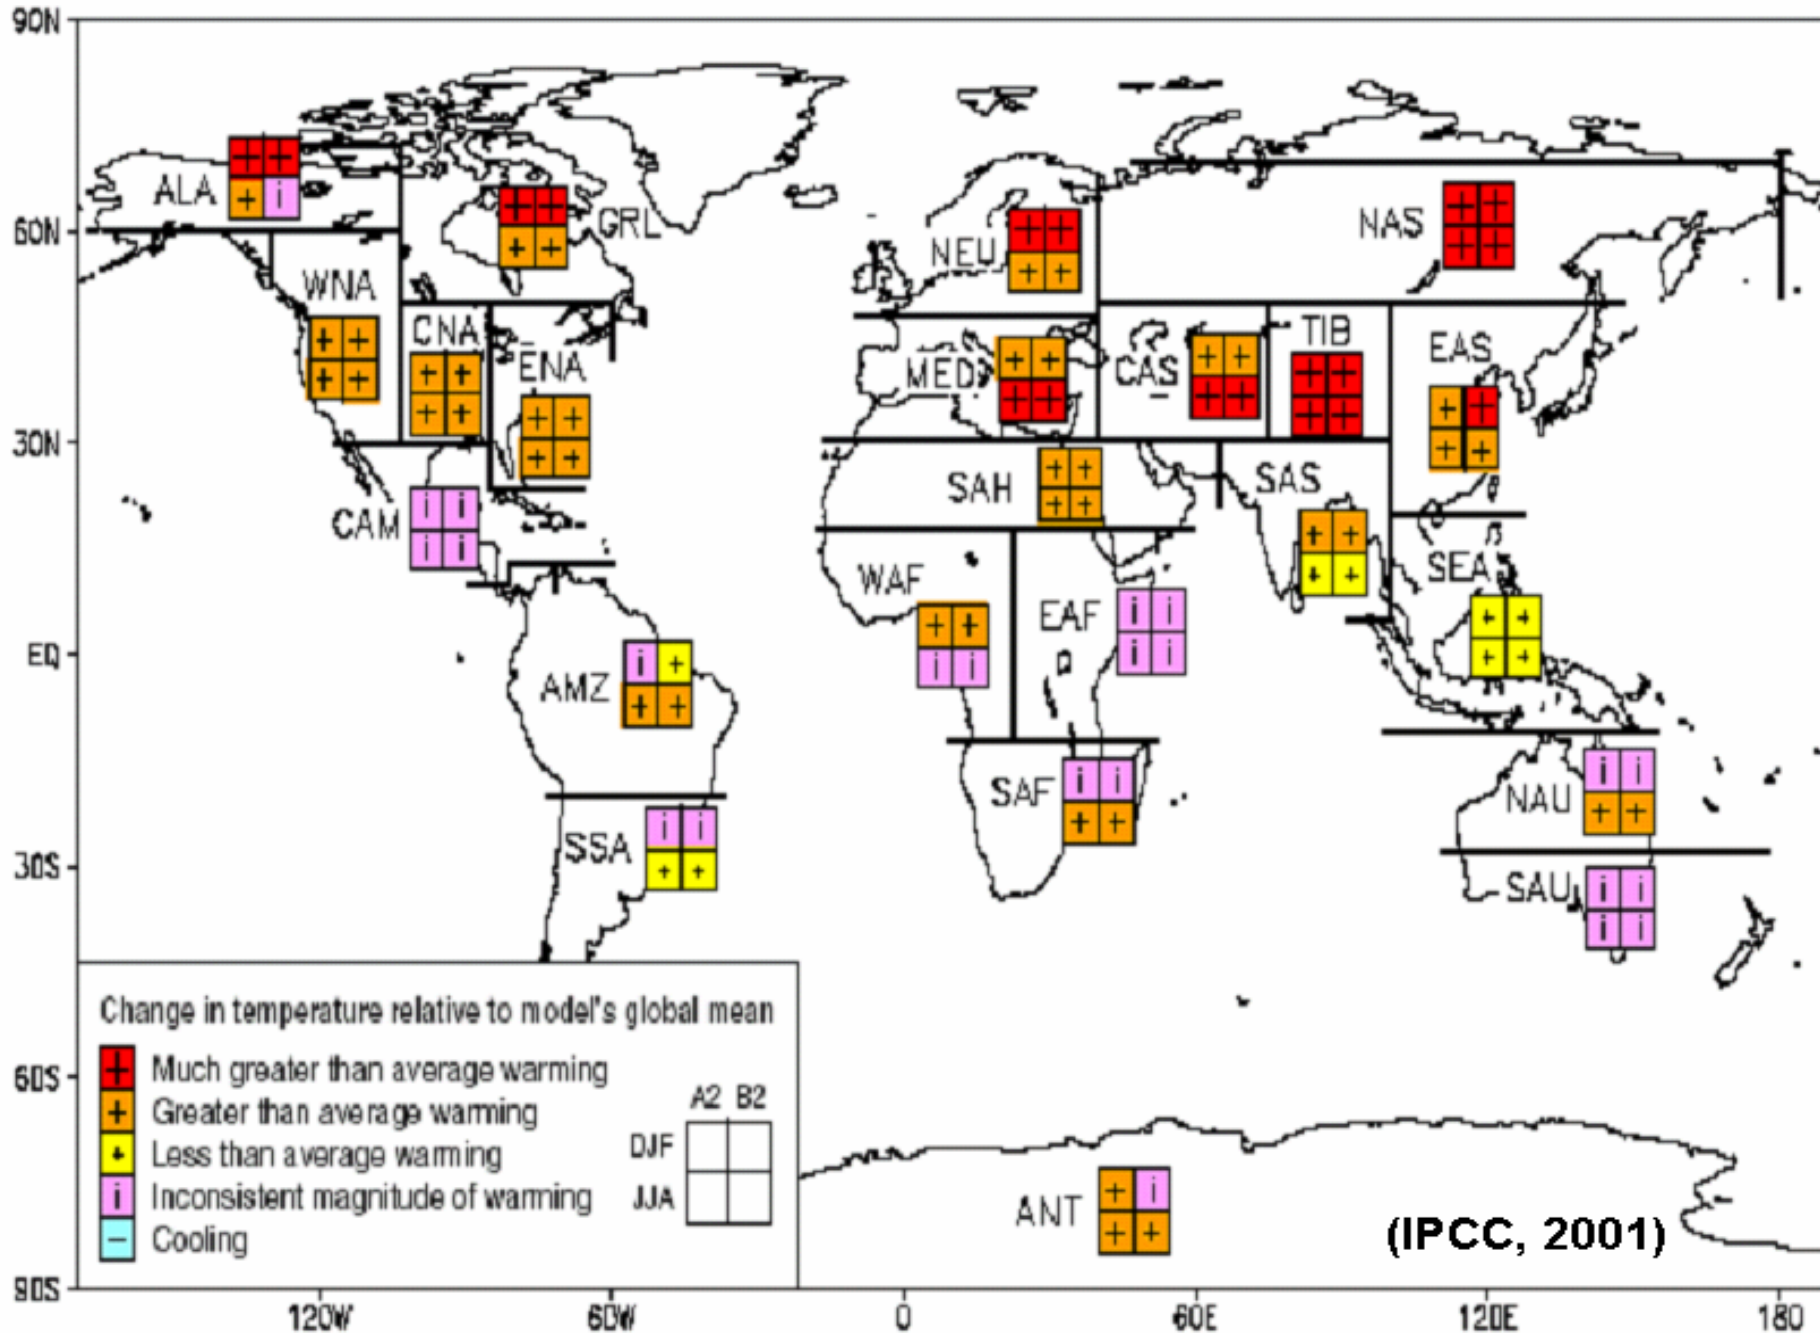 90N
ALA
+ +
+ i
GRL
+ +
+ +
60N
NEU
+ +
+ +
NAS
+ +
+ +
WNA
+ +
+ +
CNA
+ +
+ +
ENA
+ +
+ +
MED
+ +
+ +
CAS
+ +
+ +
TIB
+ +
+ +
EAS
+ +
+ +
30N
CAM
i i
i i
SAH
+ +
+ +
SAS
+ +
+ +
WAF
+ +
i i
EAF
i i
i i
SEA
+ +
+ +
EQ
AMZ
i +
+ +
SAF
i i
+ +
NAU
i i
+ +
SSA
i i
+ +
30S
SAU
i i
i i
Change in temperature relative to model's global mean
+ Much greater than average warming
+ Greater than average warming
+ Less than average warming
i Inconsistent magnitude of warming
− Cooling
A2 B2
DJF
JJA
60S
ANT
+ i
+ +
(IPCC, 2001)
90S
120W 60W 0 60E 120E 180